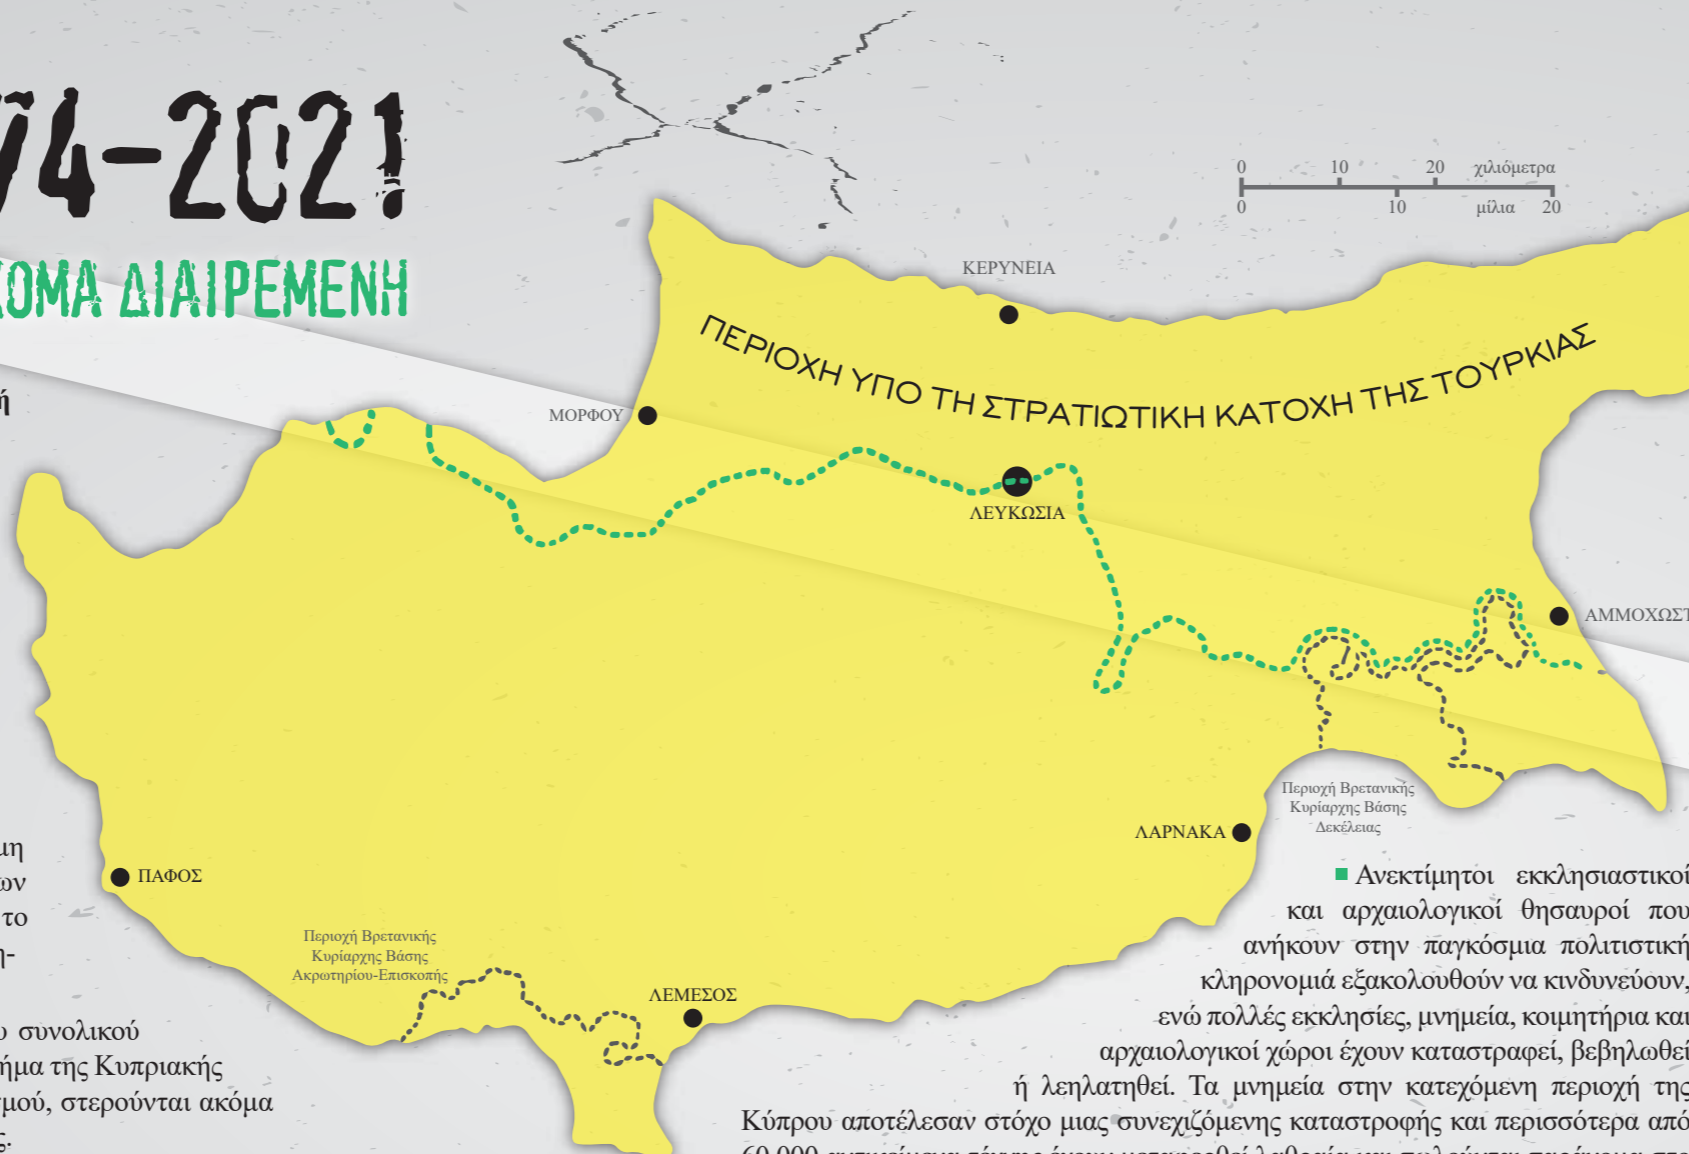 74–2021
ΚΟΜΑ ΔΙΑΙΡΕΜΕΝΗ
0 10 20 χιλιόμετρα
0 10 μίλια 20
ΚΕΡΥΝΕΙΑ
ΠΕΡΙΟΧΗ ΥΠΟ ΤΗ ΣΤΡΑΤΙΩΤΙΚΗ ΚΑΤΟΧΗ ΤΗΣ ΤΟΥΡΚΙΑΣ
ή
ΜΟΡΦΟΥ
ΛΕΥΚΩΣΙΑ
ΑΜΜΟΧΩΣΤ
Περιοχή Βρετανικής
Κυρίαρχης Βάσης
Δεκέλειας
ΛΑΡΝΑΚΑ
ΠΑΦΟΣ
Περιοχή Βρετανικής
Κυρίαρχης Βάσης
Ακρωτηρίου-Επισκοπής
ΛΕΜΕΣΟΣ
μη
ων
το
η-
υ συνολικού
ήμα της Κυπριακής
σμού, στερούνται ακόμα
ς.
Ανεκτίμητοι εκκλησιαστικοί
και αρχαιολογικοί θησαυροί που
ανήκουν στην παγκόσμια πολιτιστική
κληρονομιά εξακολουθούν να κινδυνεύουν,
ενώ πολλές εκκλησίες, μνημεία, κοιμητήρια και
αρχαιολογικοί χώροι έχουν καταστραφεί, βεβηλωθεί
ή λεηλατηθεί. Τα μνημεία στην κατεχόμενη περιοχή της
Κύπρου αποτέλεσαν στόχο μιας συνεχιζόμενης καταστροφής και περισσότερα από